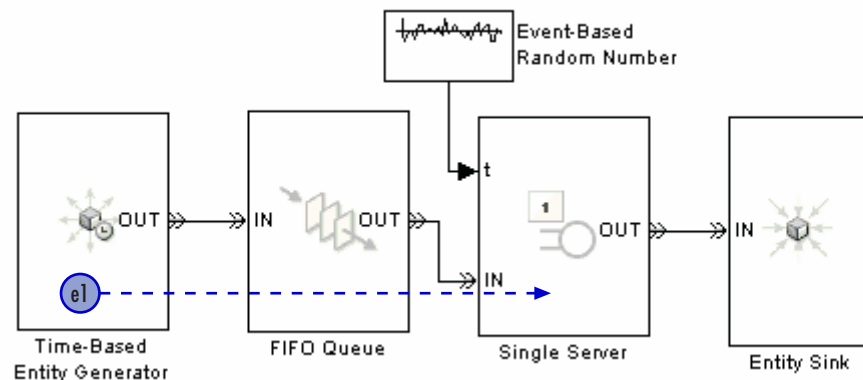 Event-Based
Random Number
OUT
IN
OUT
t
IN
1
OUT
IN
e1
Time-Based
Entity Generator
FIFO Queue
Single Server
Entity Sink